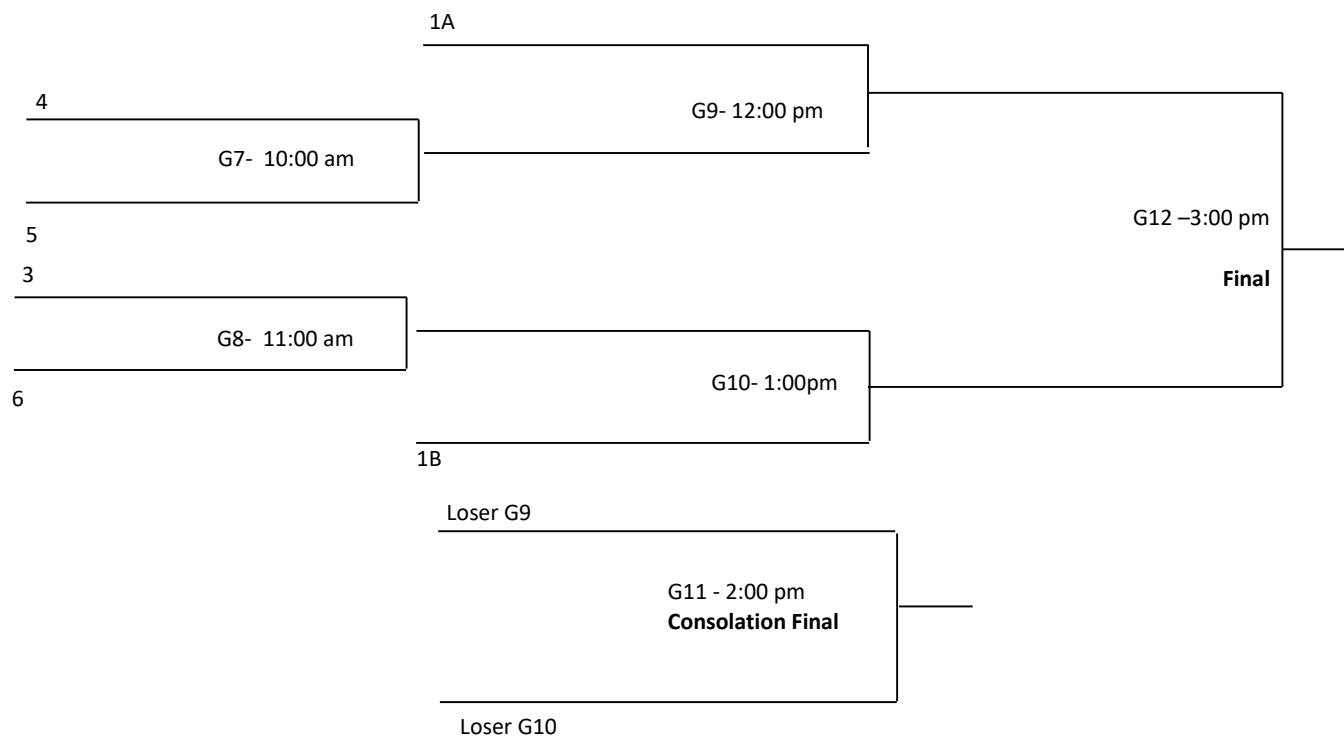 1A
4
G9- 12:00 pm
G7-  10:00 am
5
G12 –3:00 pm
3
Final
G8-  11:00 am
G10- 1:00pm
6
1B
Loser G9
G11 - 2:00 pm
Consolation Final
Loser G10